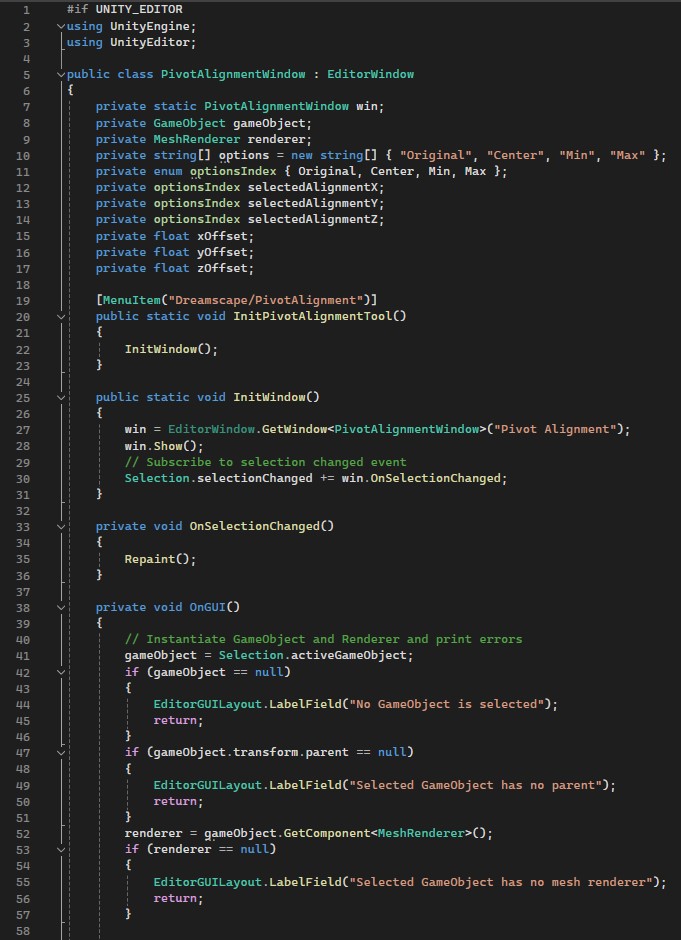 1 #if UNITY_EDITOR
2 using UnityEngine;
3 using UnityEditor;
4
5 public class PivotAlignmentWindow : EditorWindow
6 {
7 private static PivotAlignmentWindow win;
8 private GameObject gameObject;
9 private MeshRenderer renderer;
10 private string[] options = new string[] { "Original", "Center", "Min", "Max" };
11 private enum optionsIndex { Original, Center, Min, Max };
12 private optionsIndex selectedAlignmentX;
13 private optionsIndex selectedAlignmentY;
14 private optionsIndex selectedAlignmentZ;
15 private float xOffset;
16 private float yOffset;
17 private float zOffset;
18
19 [MenuItem("Dreamscape/PivotAlignment")]
20 public static void InitPivotAlignmentTool()
21 {
22 InitWindow();
23 }
24
25 public static void InitWindow()
26 {
27 win = EditorWindow.GetWindow<PivotAlignmentWindow>("Pivot Alignment");
28 win.Show();
29 // Subscribe to selection changed event
30 Selection.selectionChanged += win.OnSelectionChanged;
31 }
32
33 private void OnSelectionChanged()
34 {
35 Repaint();
36 }
37
38 private void OnGUI()
39 {
40 // Instantiate GameObject and Renderer and print errors
41 gameObject = Selection.activeGameObject;
42 if (gameObject == null)
43 {
44 EditorGUILayout.LabelField("No GameObject is selected");
45 return;
46 }
47 if (gameObject.transform.parent == null)
48 {
49 EditorGUILayout.LabelField("Selected GameObject has no parent");
50 return;
51 }
52 renderer = gameObject.GetComponent<MeshRenderer>();
53 if (renderer == null)
54 {
55 EditorGUILayout.LabelField("Selected GameObject has no mesh renderer");
56 return;
57 }
58